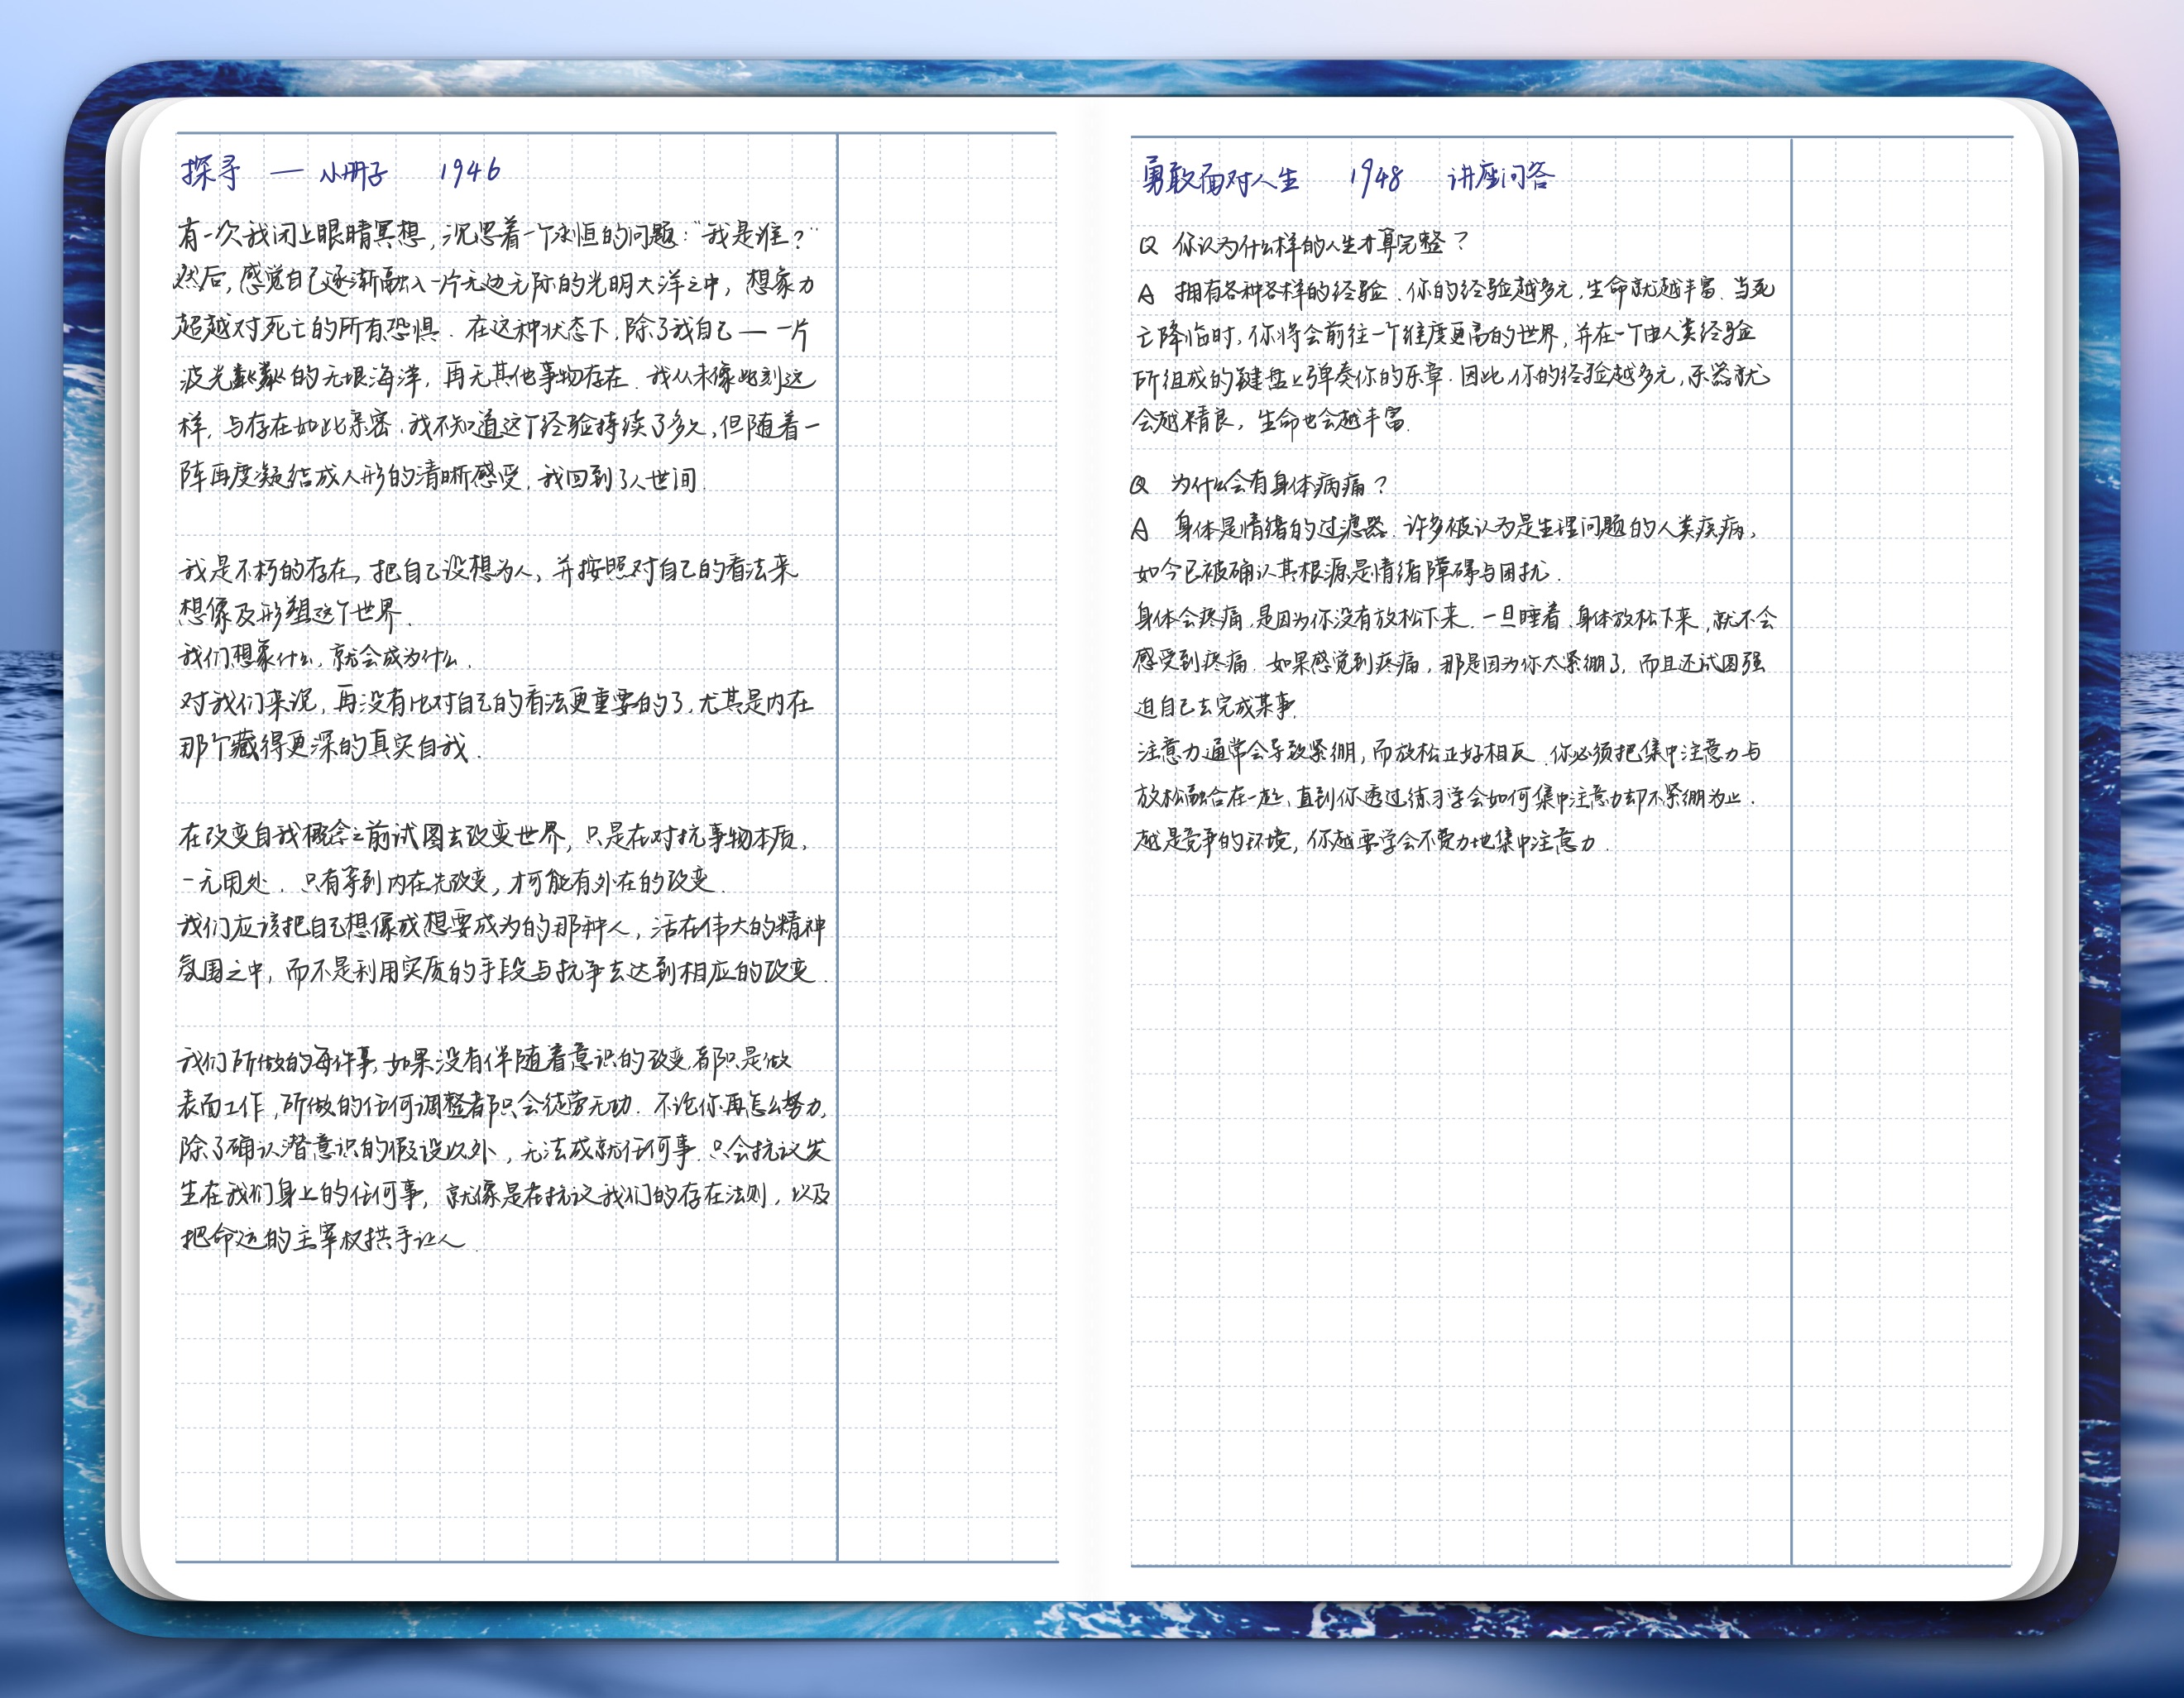 探寻 — 小册子 1946
有一次我闭上眼睛冥想，沉思着一个永恒的问题："我是谁？"
然后，感觉自己逐渐融入一片无边无际的光明大洋之中，想象力
超越对死亡的所有恐惧．在这种状态下，除了我自己 — 一片
波光粼粼的无垠海洋，再无其他事物存在．我从未像此刻这
样，与存在如此亲密．我不知道这个经验持续了多久，但随着一
阵再度凝结成人形的清晰感受，我回到了人世间．
我是不朽的存在，把自己设想为人，并按照对自己的看法来
想像及形塑这个世界．
我们想象什么，就会成为什么．
对我们来说，再没有比对自己的看法更重要的了，尤其是内在
那个藏得更深的真实自我．
在改变自我概念之前试图去改变世界，只是在对抗事物本质，
一无用处．只有等到内在先改变，才可能有外在的改变．
我们应该把自己想像成想要成为的那种人，活在伟大的精神
氛围之中，而不是利用实质的手段与抗争去达到相应的改变．
我们所做的每件事，如果没有伴随着意识的改变，都只是做
表面工作，所做的任何调整都只会徒劳无功．不论你再怎么努力，
除了确认潜意识的假设以外，无法成就任何事．只会抗议发
生在我们身上的任何事，就像是在抗议我们的存在法则，以及
把命运的主宰权拱手让人．
勇敢面对人生 1948 讲座问答
Q 你认为什么样的人生才算完整？
A 拥有各种各样的经验．你的经验越多元，生命就越丰富．当死
亡降临时，你将会前往一个维度更高的世界，并在一个由人类经验
所组成的键盘上弹奏你的乐章．因此，你的经验越多元，乐器就
会越精良，生命也会越丰富．
Q 为什么会有身体病痛？
A 身体是情绪的过滤器．许多被认为是生理问题的人类疾病，
如今已被确认其根源是情绪障碍与困扰．
身体会疼痛，是因为你没有放松下来．一旦睡着，身体放松下来，就不会
感受到疼痛．如果感觉到疼痛，那是因为你太紧绷了，而且还试图强
迫自己去完成某事．
注意力通常会导致紧绷，而放松正好相反．你必须把集中注意力与
放松融合在一起，直到你透过练习学会如何集中注意力却不紧绷为止．
越是竞争的环境，你越要学会不费力地集中注意力．